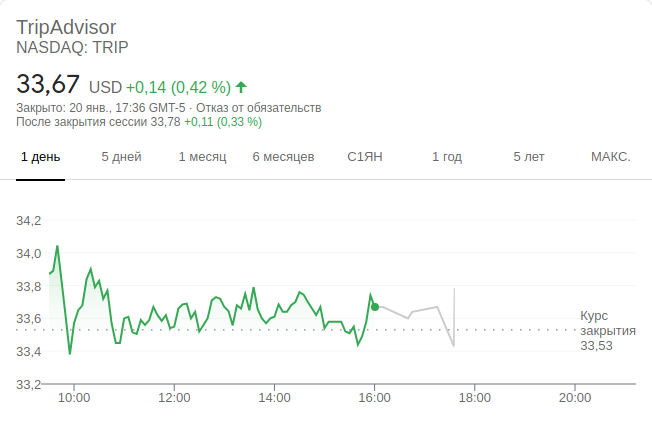 TripAdvisor
NASDAQ: TRIP
33,67 USD +0,14 (0,42 %)
Закрыто: 20 янв., 17:36 GMT-5 · Отказ от обязательств
После закрытия сессии 33,78 +0,11 (0,33 %)
1 день 5 дней 1 месяц 6 месяцев С1ЯН 1 год 5 лет МАКС.
34,2
34,0
33,8
33,6
33,4
33,2
Курс
закрытия
33,53
10:00 12:00 14:00 16:00 18:00 20:00